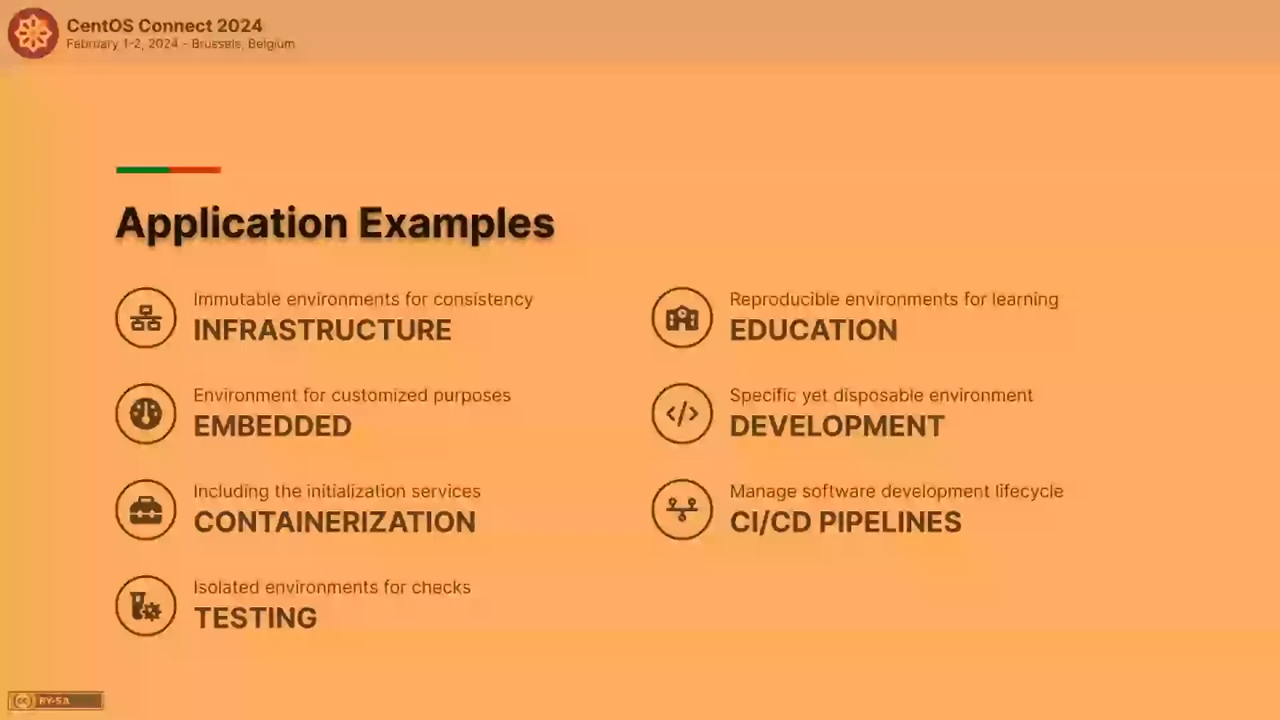 CentOS Connect 2024
February 1-2, 2024 - Brussels, Belgium
Application Examples
Immutable environments for consistency
INFRASTRUCTURE
Environment for customized purposes
EMBEDDED
Including the initialization services
CONTAINERIZATION
Isolated environments for checks
TESTING
Reproducible environments for learning
EDUCATION
Specific yet disposable environment
DEVELOPMENT
Manage software development lifecycle
CI/CD PIPELINES
cc BY-SA